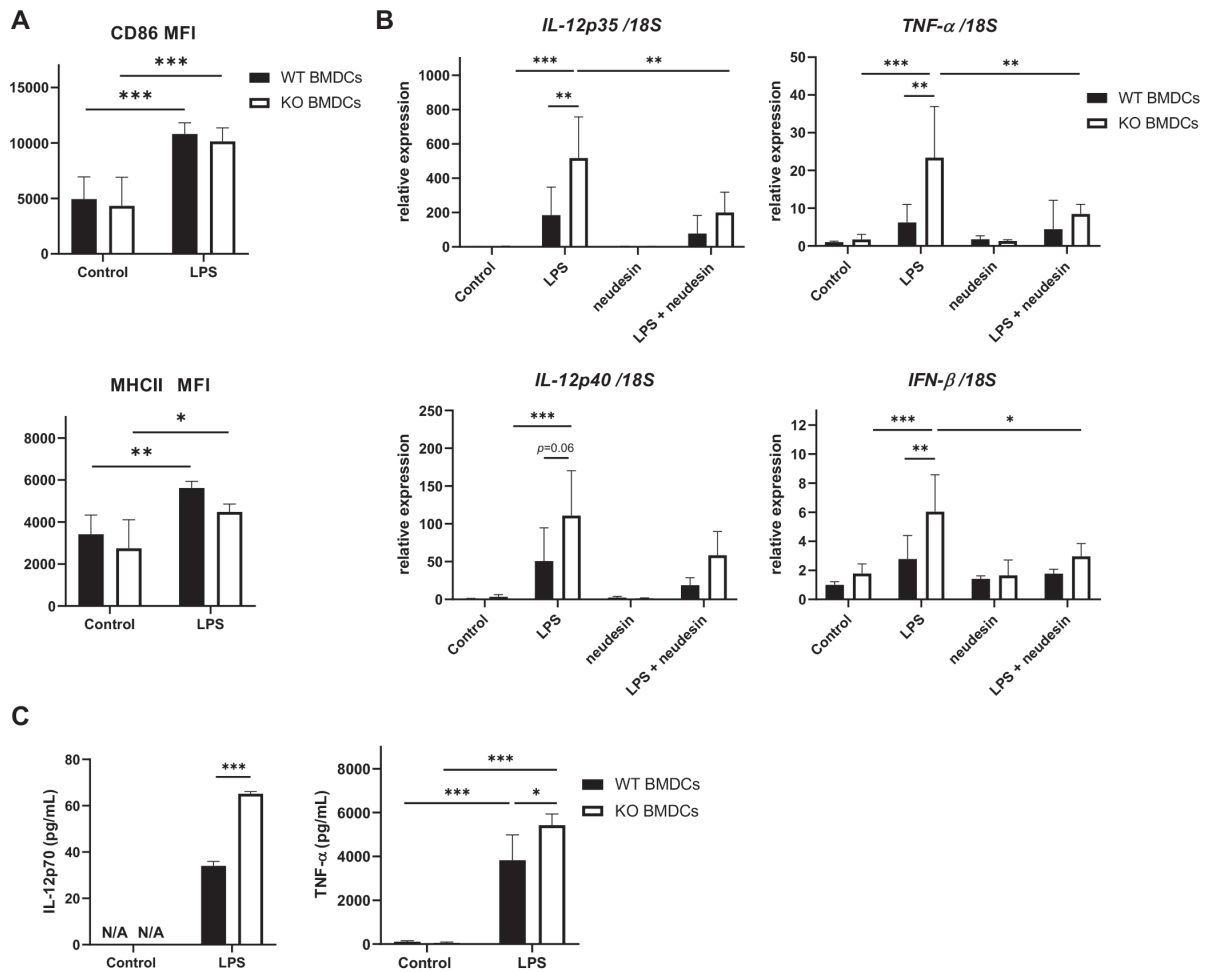 A
CD86 MFI
15000
10000
5000
0
***
***
Control
LPS
WT BMDCs
KO BMDCs
MHCII MFI
8000
6000
4000
2000
0
*
**
Control
LPS
B
IL-12p35 /18S
relative expression
1000
800
600
400
200
0
***
**
**
Control
LPS
neudesin
LPS + neudesin
TNF-α /18S
relative expression
50
40
30
20
10
0
***
**
**
Control
LPS
neudesin
LPS + neudesin
WT BMDCs
KO BMDCs
IL-12p40 /18S
relative expression
250
200
150
100
50
0
***
p=0.06
Control
LPS
neudesin
LPS + neudesin
IFN-β /18S
relative expression
12
10
8
6
4
2
0
***
*
**
Control
LPS
neudesin
LPS + neudesin
C
IL-12p70 (pg/mL)
80
60
40
20
0
***
N/A N/A
Control
LPS
TNF-α (pg/mL)
8000
6000
4000
2000
0
***
***
*
Control
LPS
WT BMDCs
KO BMDCs